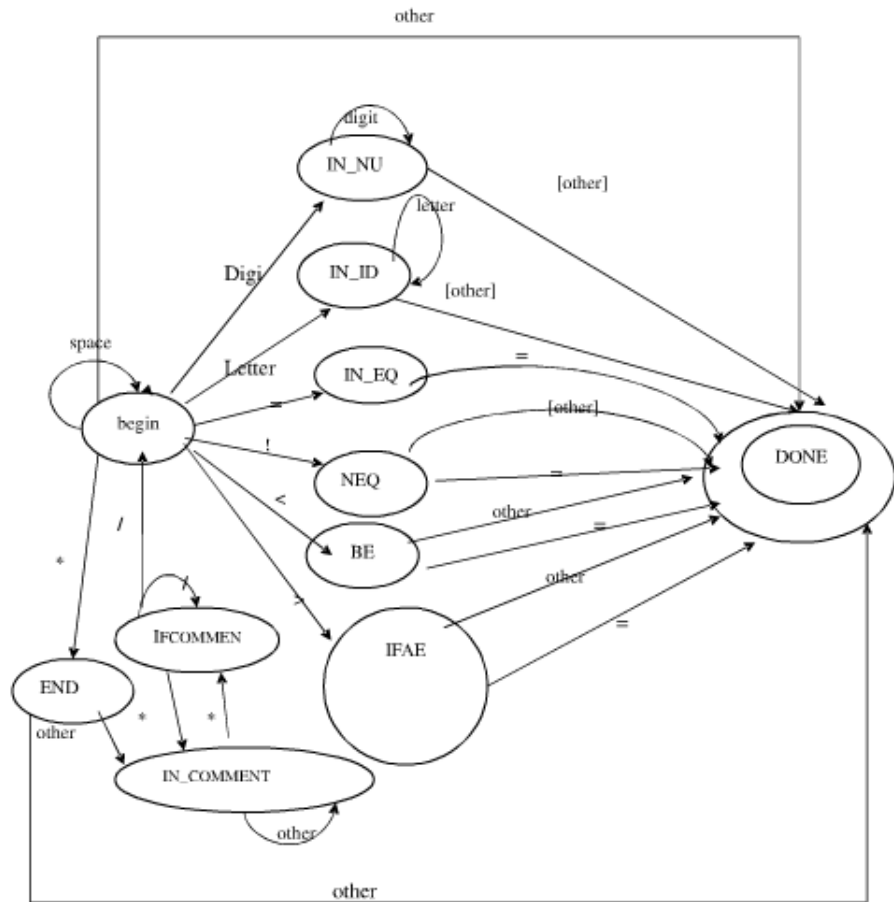 other
digit
IN_NU
[other]
letter
Digi
IN_ID
[other]
space
Letter
=
IN_EQ
=
[other]
begin
!
NEQ
=
DONE
<
other
/
BE
=
*
other
>
/
IFCOMMEN
IFAE
=
END
other
*
*
IN_COMMENT
other
other